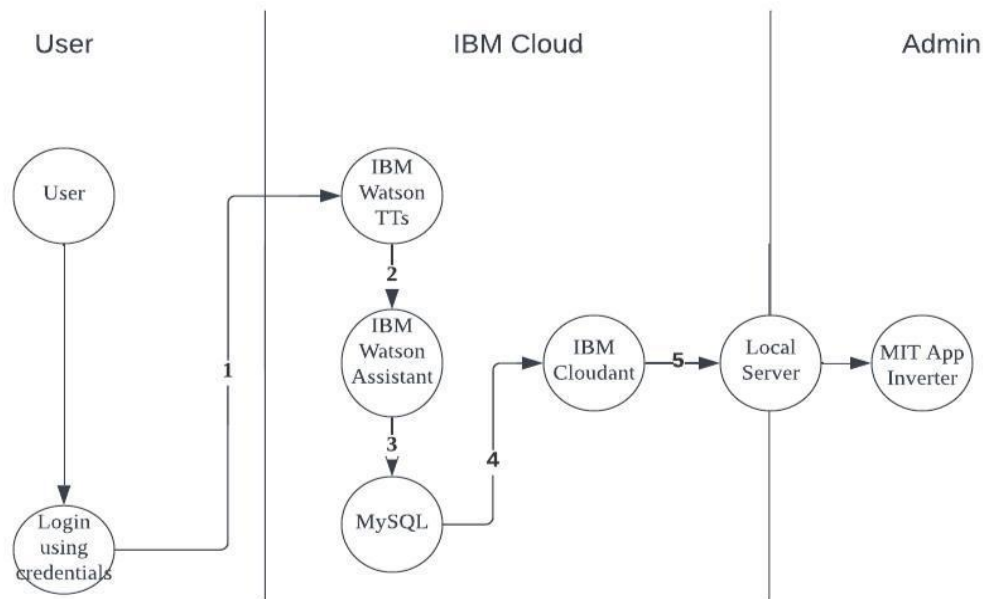 User
IBM Cloud
Admin
User
IBM
Watson
TTs
2
IBM
Watson
Assistant
1
3
MySQL
4
IBM
Cloudant
5
Local
Server
MIT App
Inverter
Login
using
credentials